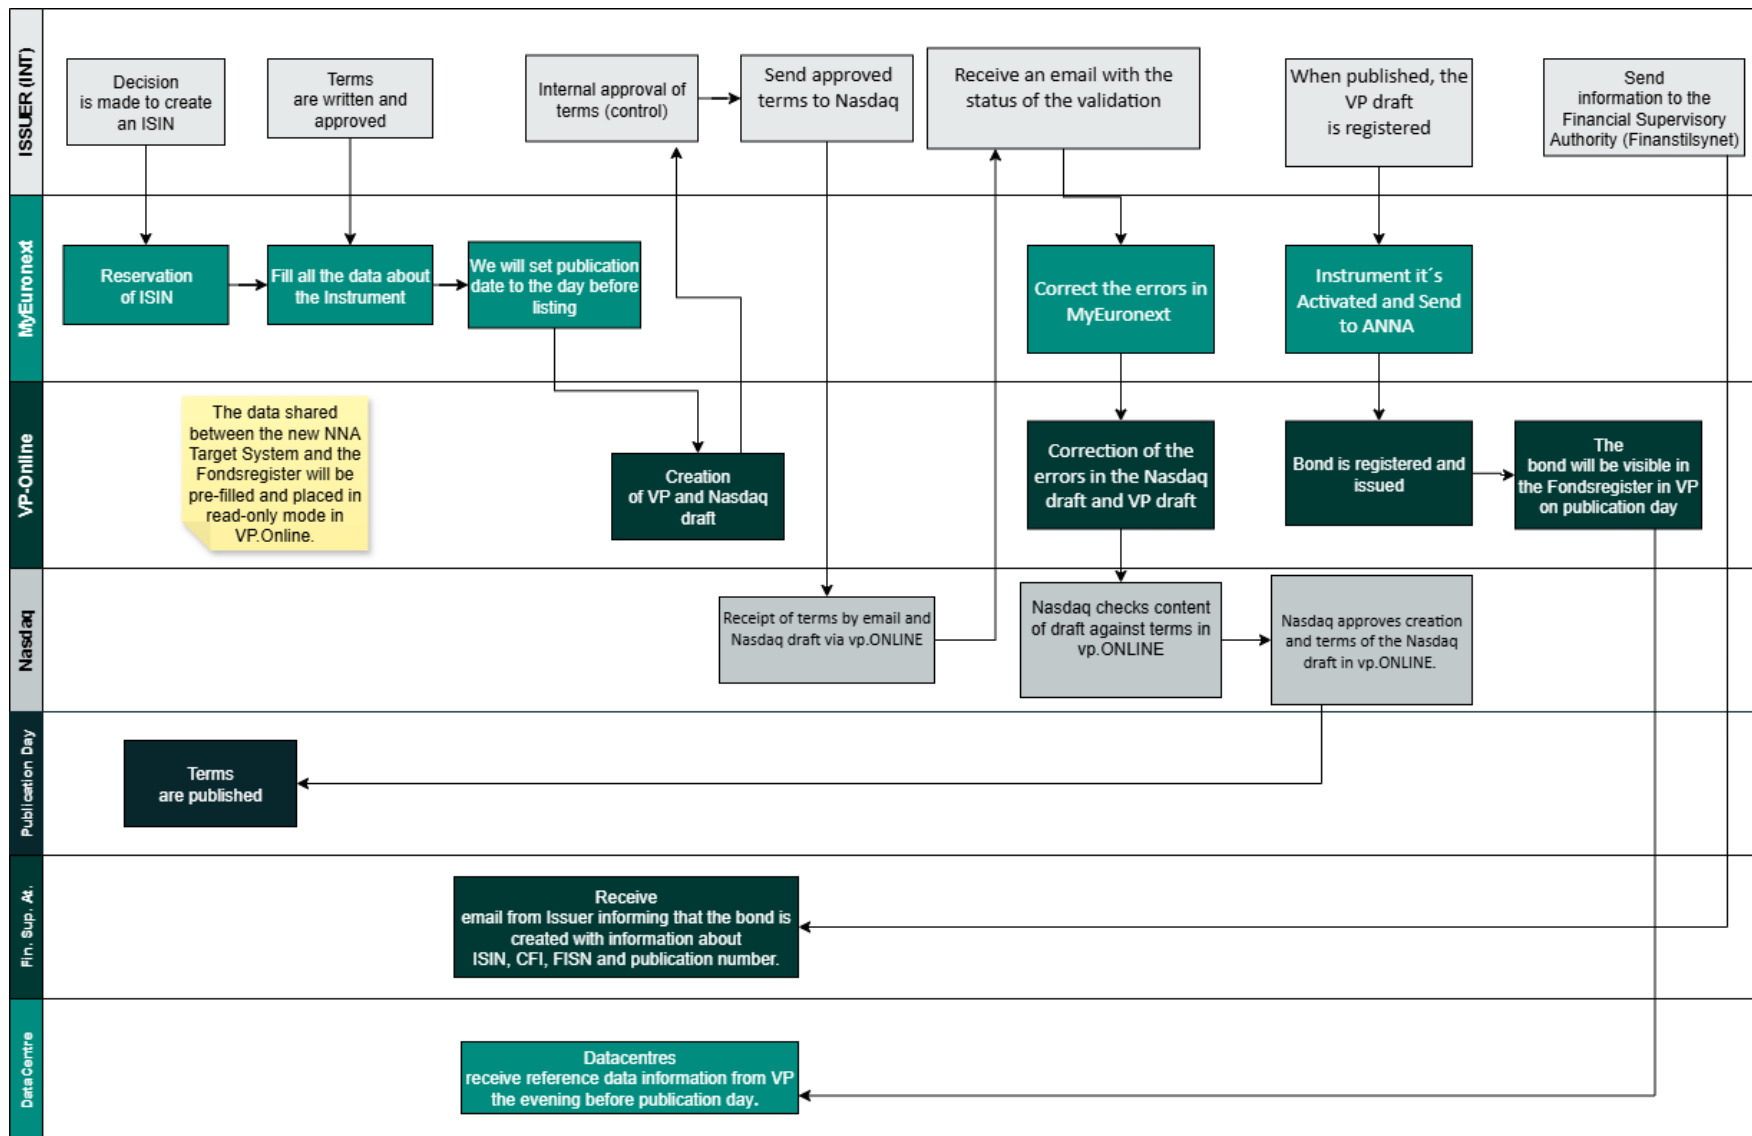 ISSUER (INT)
Decision
is made to create
an ISIN
Terms
are written and
approved
Internal approval of
terms (control)
Send approved
terms to Nasdaq
Receive an email with the
status of the validation
When published, the
VP draft
is registered
Send
information to the
Financial Supervisory
Authority (Finanstilsynet)
MyEuronext
Reservation
of ISIN
Fill all the data about
the Instrument
We will set publication
date to the day before
listing
Correct the errors in
MyEuronext
Instrument it´s
Activated and Send
to ANNA
VP-Online
The data shared
between the new NNA
Target System and the
Fondsregister will be
pre-filled and placed in
read-only mode in
VP.Online.
Creation
of VP and Nasdaq
draft
Correction of the
errors in the Nasdaq
draft and VP draft
Bond is registered and
issued
The
bond will be visible in
the Fondsregister in VP
on publication day
Nasdaq
Receipt of terms by email and
Nasdaq draft via vp.ONLINE
Nasdaq checks content
of draft against terms in
vp.ONLINE
Nasdaq approves creation
and terms of the Nasdaq
draft in vp.ONLINE.
Publication Day
Terms
are published
Fin. Sup. At.
Receive
email from Issuer informing that the bond is
created with information about
ISIN, CFI, FISN and publication number.
DataCentre
Datacentres
receive reference data information from VP
the evening before publication day.